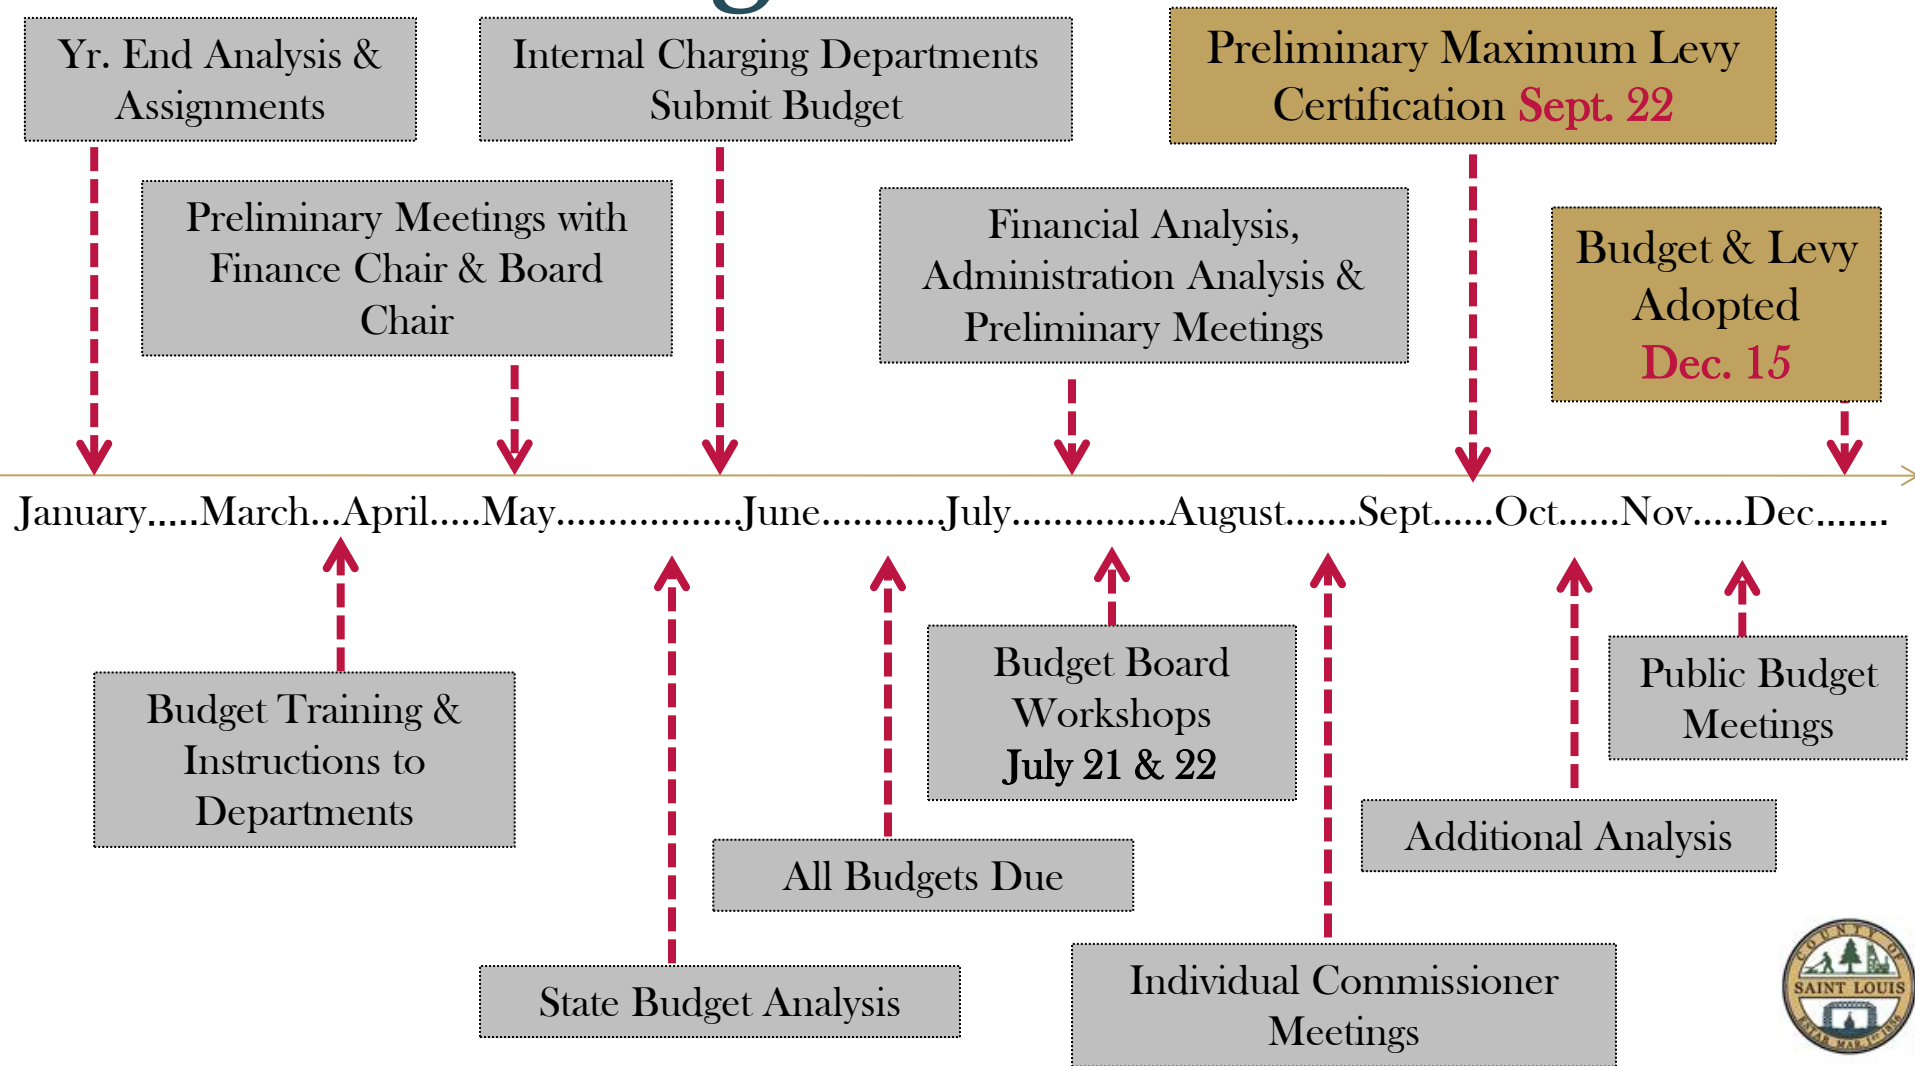 Yr. End Analysis &
Assignments
Internal Charging Departments
Submit Budget
Preliminary Maximum Levy
Certification Sept. 22
Preliminary Meetings with
Finance Chair & Board
Chair
Financial Analysis,
Administration Analysis &
Preliminary Meetings
Budget & Levy
Adopted
Dec. 15
January.....March...April.....May.................June...........July..............August.......Sept......Oct......Nov.....Dec.......
Budget Training &
Instructions to
Departments
State Budget Analysis
All Budgets Due
Budget Board
Workshops
July 21 & 22
Individual Commissioner
Meetings
Additional Analysis
Public Budget
Meetings
COUNTY OF
SAINT LOUIS